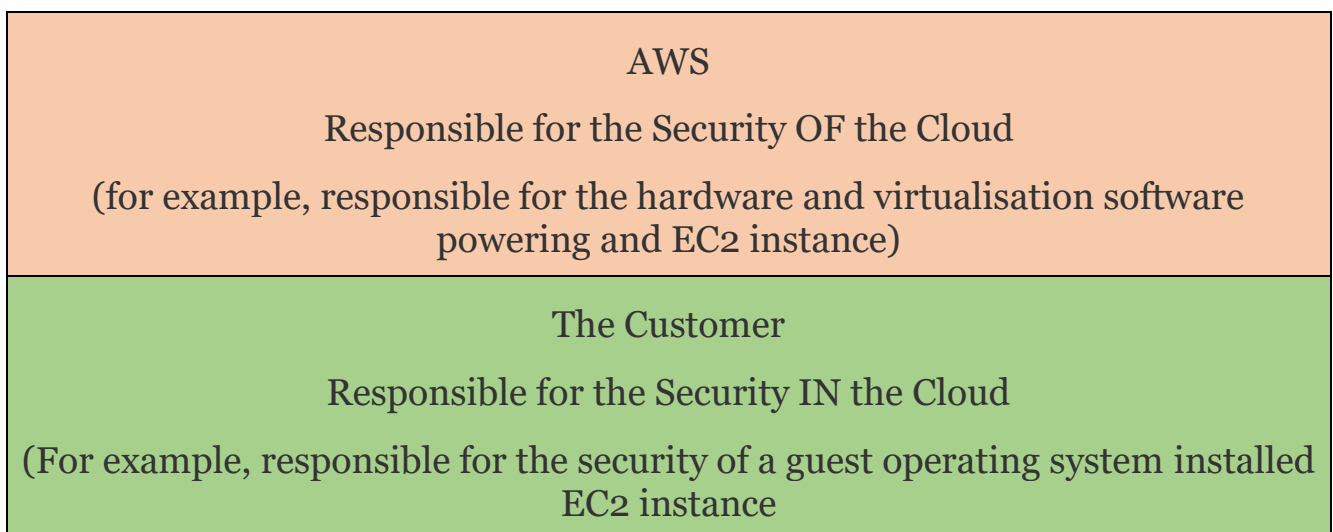 AWS
Responsible for the Security OF the Cloud
(for example, responsible for the hardware and virtualisation software
powering and EC2 instance)
The Customer
Responsible for the Security IN the Cloud
(For example, responsible for the security of a guest operating system installed
EC2 instance